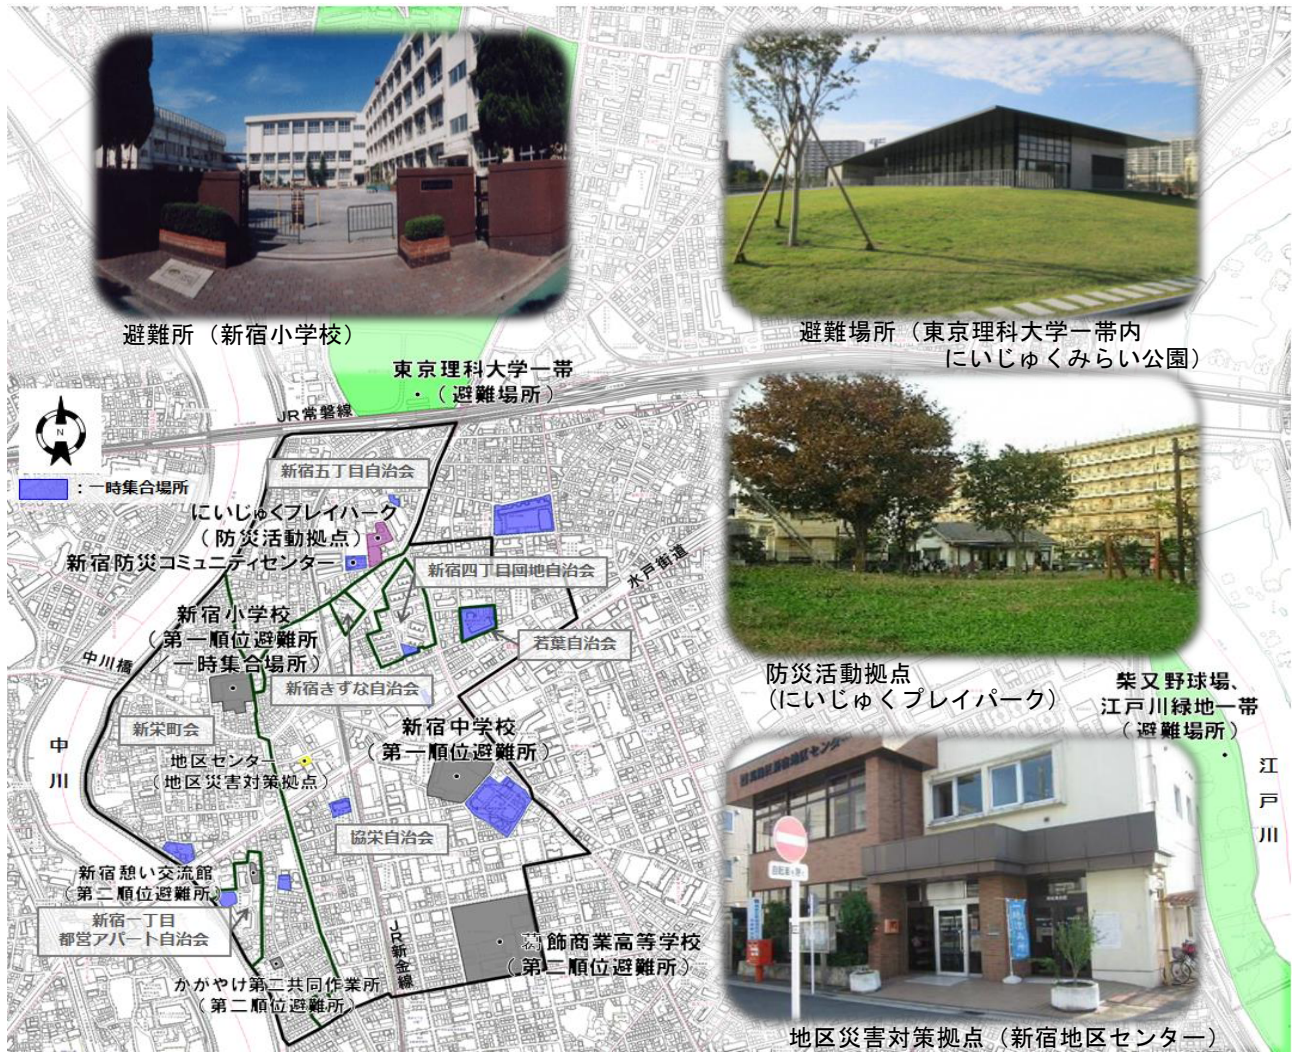 避難所（新宿小学校）
避難場所（東京理科大学一帯内
にいじゅくみらい公園）
東京理科大学一帯
・（避難場所）
JR常磐線
N
：一時集合場所
新宿五丁目自治会
にいじゅくプレイパーク
（防災活動拠点）
新宿防災コミュニティセンター
新宿四丁目団地自治会
水戸街道
新宿小学校
（第一順位避難所
／一時集合場所）
若葉自治会
中川橋
新宿きずな自治会
防災活動拠点
（にいじゅくプレイパーク）
柴又野球場、
江戸川緑地一帯
（避難場所）
新栄町会
新宿中学校
（第一順位避難所）
中川
地区センター
（地区災害対策拠点）
江戸川
協栄自治会
新宿憩い交流館
（第二順位避難所）
新宿一丁目
都営アパート自治会
JR新金線
葛飾商業高等学校
（第二順位避難所）
かがやけ第二共同作業所
（第二順位避難所）
地区災害対策拠点（新宿地区センター）